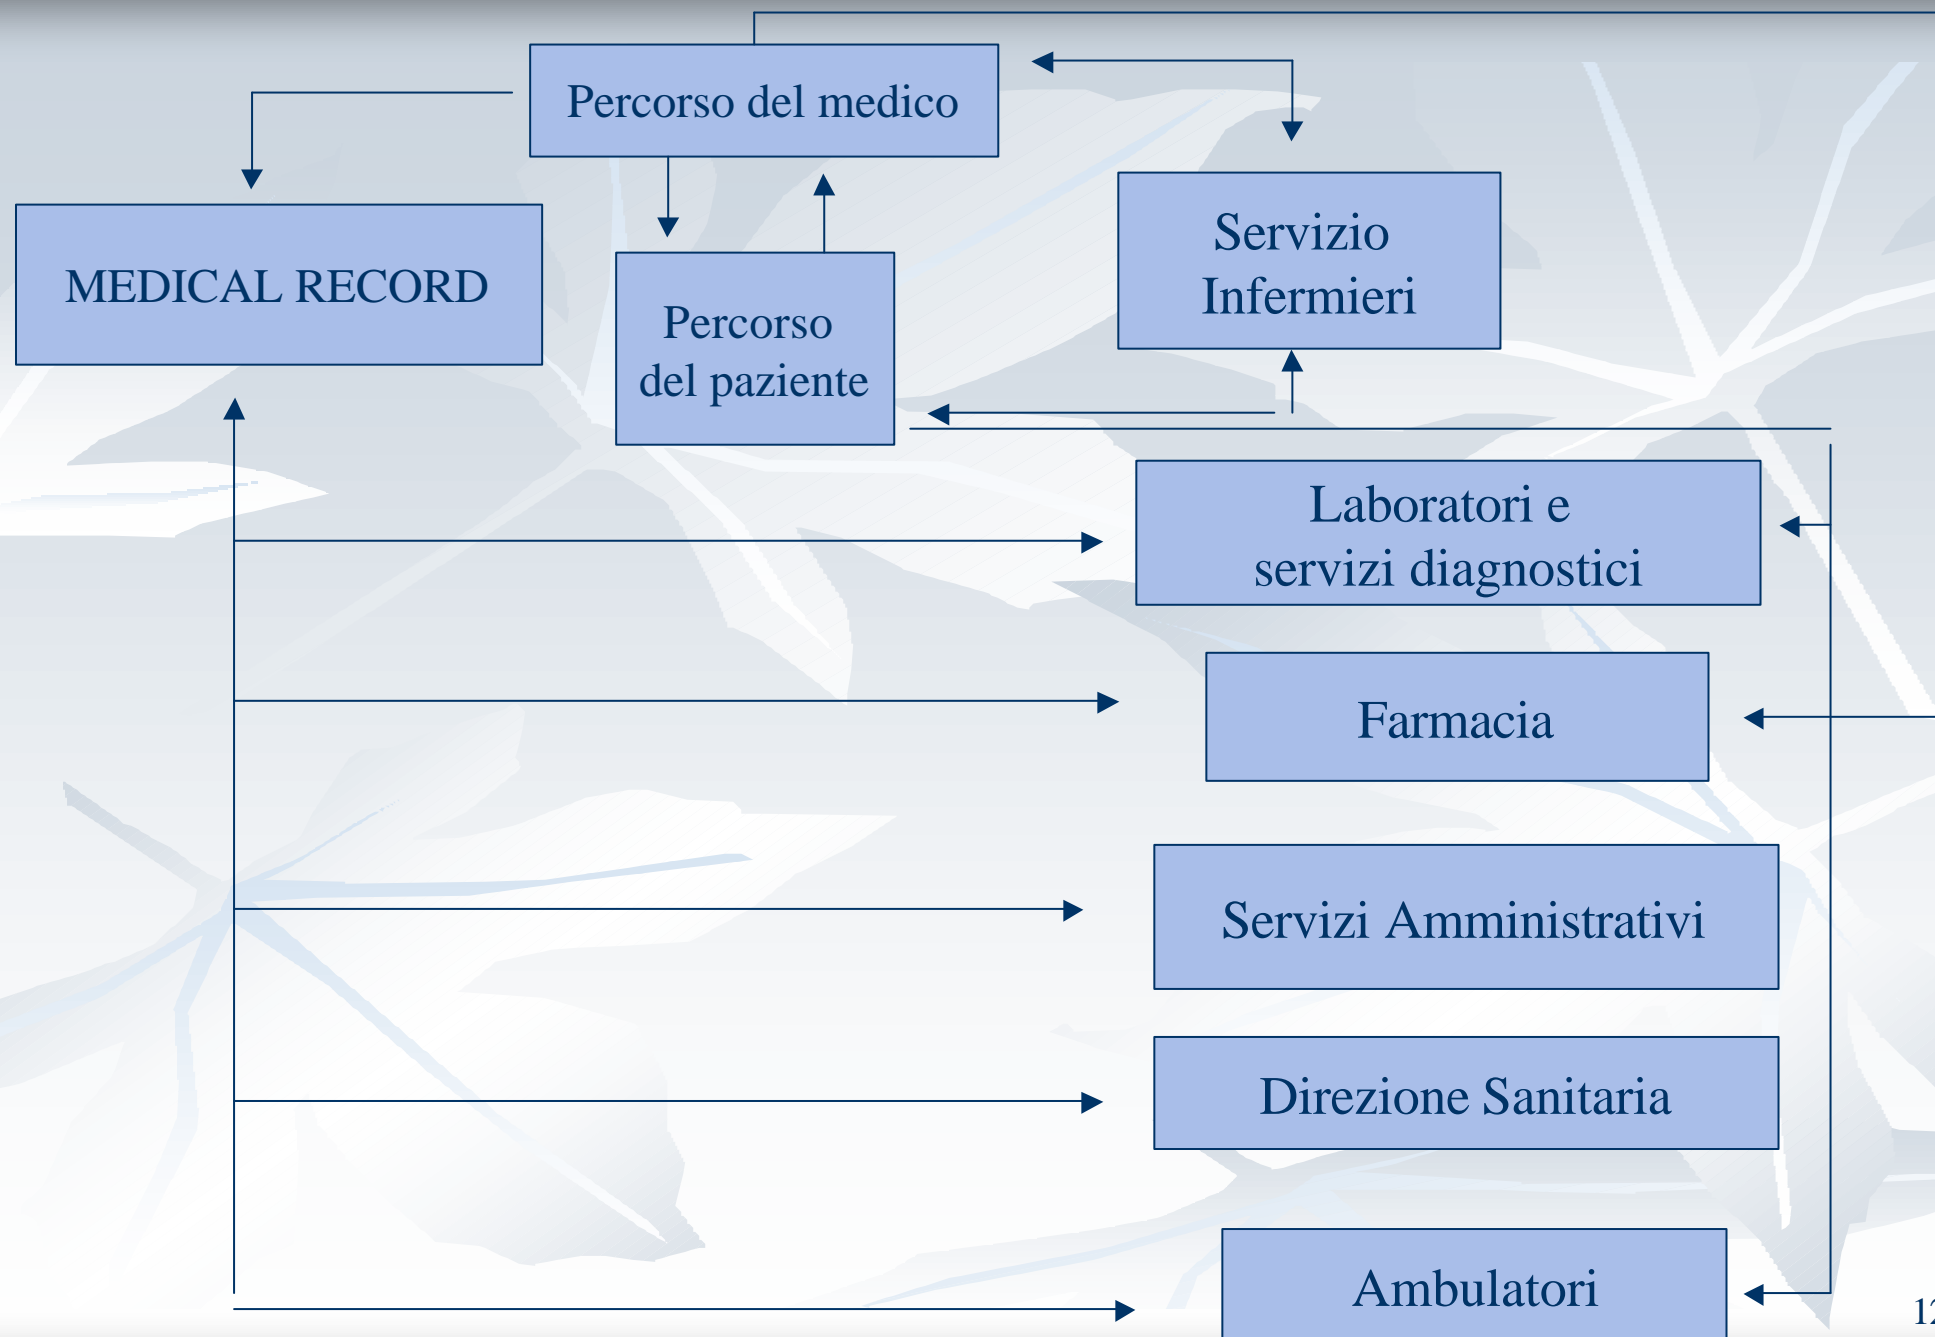 Percorso del medico
MEDICAL RECORD
Percorso
del paziente
Servizio
Infermieri
Laboratori e
servizi diagnostici
Farmacia
Servizi Amministrativi
Direzione Sanitaria
Ambulatori
12